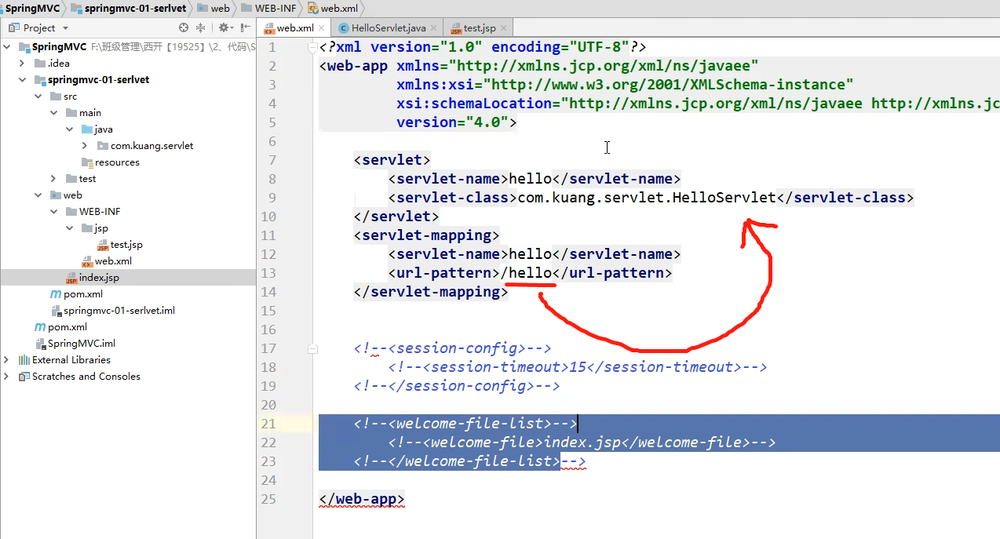 SpringMVC springmvc-01-serlvet web WEB-INF web.xml
Project
web.xml HelloServlet.java test.jsp
SpringMVC F:\班级管理\西开【19525】\2、代码\S
.idea
springmvc-01-serlvet
src
main
java
com.kuang.servlet
resources
test
web
WEB-INF
jsp
test.jsp
web.xml
index.jsp
pom.xml
springmvc-01-serlvet.iml
pom.xml
SpringMVC.iml
External Libraries
Scratches and Consoles
1 <?xml version="1.0" encoding="UTF-8"?>
2 <web-app xmlns="http://xmlns.jcp.org/xml/ns/javaee"
3 xmlns:xsi="http://www.w3.org/2001/XMLSchema-instance"
4 xsi:schemaLocation="http://xmlns.jcp.org/xml/ns/javaee http://xmlns.jc
5 version="4.0">
6
7 <servlet>
8 <servlet-name>hello</servlet-name>
9 <servlet-class>com.kuang.servlet.HelloServlet</servlet-class>
10 </servlet>
11 <servlet-mapping>
12 <servlet-name>hello</servlet-name>
13 <url-pattern>/hello</url-pattern>
14 </servlet-mapping>
15
16
17 <!--<session-config>-->
18 <!--<session-timeout>15</session-timeout>-->
19 <!--</session-config>-->
20
21 <!--<welcome-file-list>-->
22 <!--<welcome-file>index.jsp</welcome-file>-->
23 <!--</welcome-file-list>-->
24
25 </web-app>